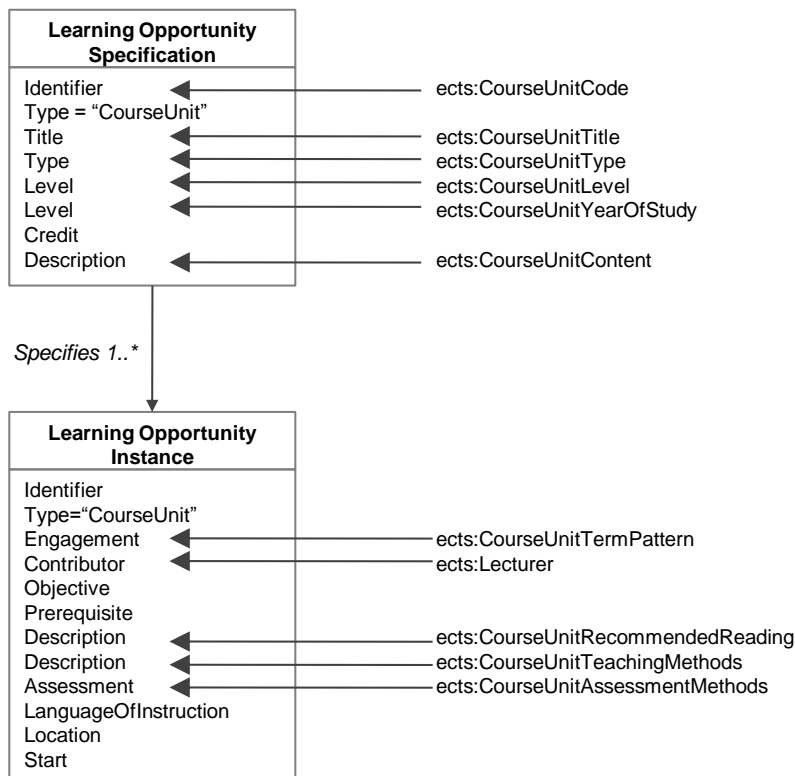 Learning Opportunity
Specification
Identifier ects:CourseUnitCode
Type = “CourseUnit”
Title ects:CourseUnitTitle
Type ects:CourseUnitType
Level ects:CourseUnitLevel
Level ects:CourseUnitYearOfStudy
Credit
Description ects:CourseUnitContent
Specifies 1..*
Learning Opportunity
Instance
Identifier
Type=“CourseUnit”
Engagement ects:CourseUnitTermPattern
Contributor ects:Lecturer
Objective
Prerequisite
Description ects:CourseUnitRecommendedReading
Description ects:CourseUnitTeachingMethods
Assessment ects:CourseUnitAssessmentMethods
LanguageOfInstruction
Location
Start